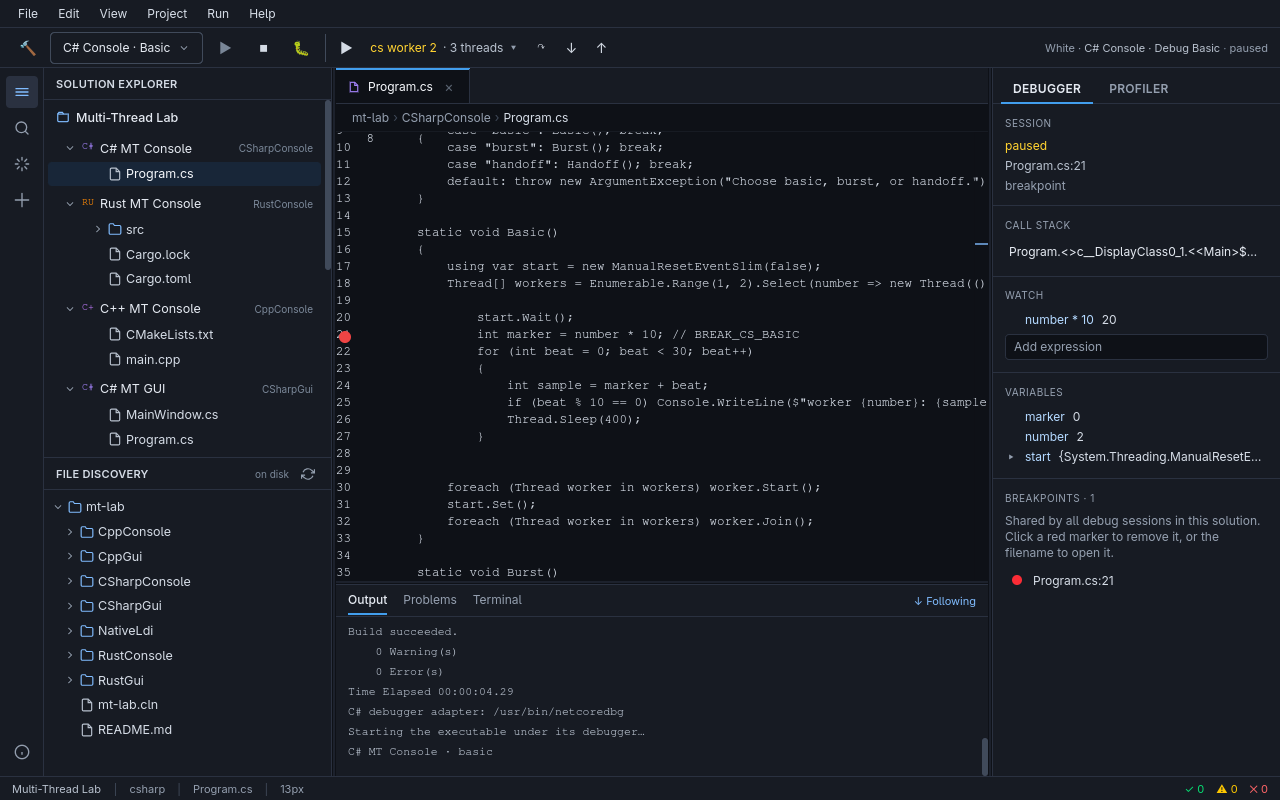 File Edit View Project Run Help
C# Console · Basic
cs worker 2 · 3 threads
White · C# Console · Debug Basic · paused
SOLUTION EXPLORER
Multi-Thread Lab
C# MT Console CSharpConsole
Program.cs
RU Rust MT Console RustConsole
src
Cargo.lock
Cargo.toml
C+ C++ MT Console CppConsole
CMakeLists.txt
main.cpp
C# MT GUI CSharpGui
MainWindow.cs
Program.cs
FILE DISCOVERY on disk
mt-lab
CppConsole
CppGui
CSharpConsole
CSharpGui
NativeLdi
RustConsole
RustGui
mt-lab.cln
README.md
Program.cs ×
mt-lab › CSharpConsole › Program.cs
8 {
9 case "basic": Basic(); break;
10 case "burst": Burst(); break;
11 case "handoff": Handoff(); break;
12 default: throw new ArgumentException("Choose basic, burst, or handoff.")
13 }
14
15 static void Basic()
16 {
17 using var start = new ManualResetEventSlim(false);
18 Thread[] workers = Enumerable.Range(1, 2).Select(number => new Thread(()
19
20 start.Wait();
21 int marker = number * 10; // BREAK_CS_BASIC
22 for (int beat = 0; beat < 30; beat++)
23 {
24 int sample = marker + beat;
25 if (beat % 10 == 0) Console.WriteLine($"worker {number}: {sample
26 Thread.Sleep(400);
27 }
28
29
30 foreach (Thread worker in workers) worker.Start();
31 start.Set();
32 foreach (Thread worker in workers) worker.Join();
33 }
34
35 static void Burst()
Output Problems Terminal ↓ Following
Build succeeded.
0 Warning(s)
0 Error(s)
Time Elapsed 00:00:04.29
C# debugger adapter: /usr/bin/netcoredbg
Starting the executable under its debugger…
C# MT Console · basic
DEBUGGER PROFILER
SESSION
paused
Program.cs:21
breakpoint
CALL STACK
Program.<>c__DisplayClass0_1.<<Main>$...
WATCH
number * 10 20
Add expression
VARIABLES
marker 0
number 2
start {System.Threading.ManualResetE...
BREAKPOINTS · 1
Shared by all debug sessions in this solution.
Click a red marker to remove it, or the
filename to open it.
Program.cs:21
Multi-Thread Lab csharp Program.cs 13px
0 0 0